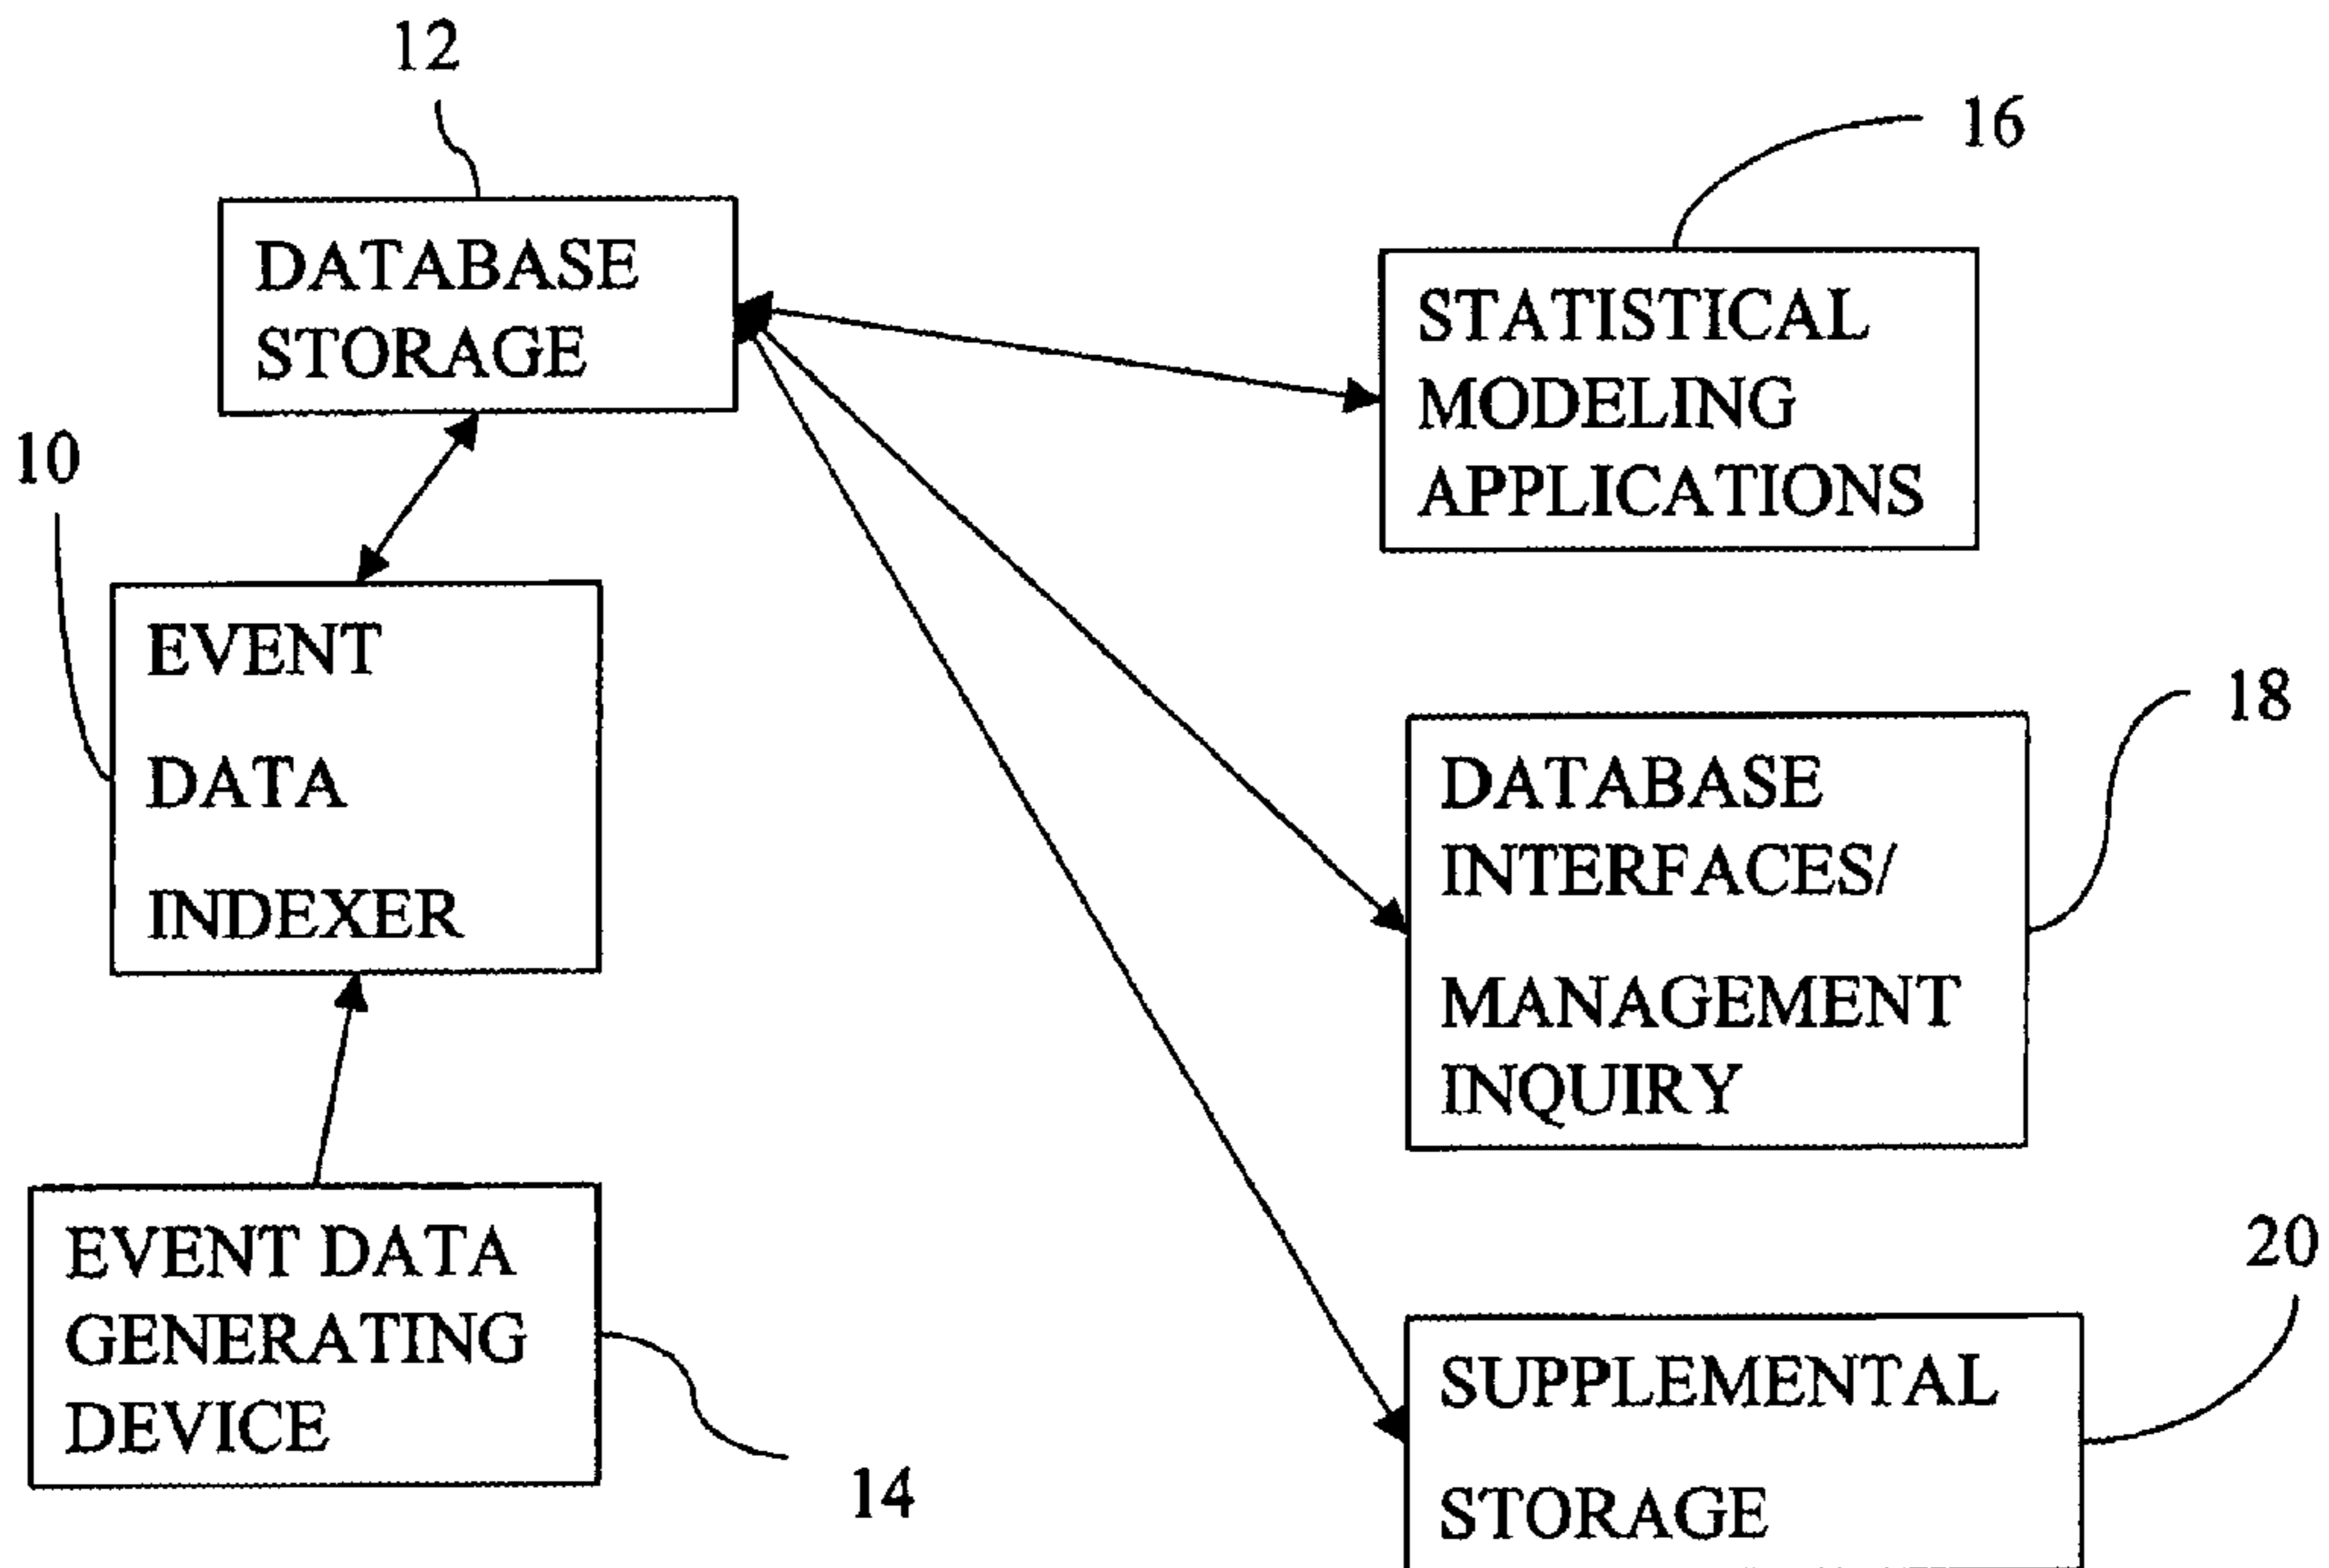 12
DATABASE
STORAGE
16
STATISTICAL
MODELING
APPLICATIONS
10
EVENT
DATA
INDEXER
18
DATABASE
INTERFACES/
MANAGEMENT
INQUIRY
EVENT DATA
GENERATING
DEVICE
14
20
SUPPLEMENTAL
STORAGE